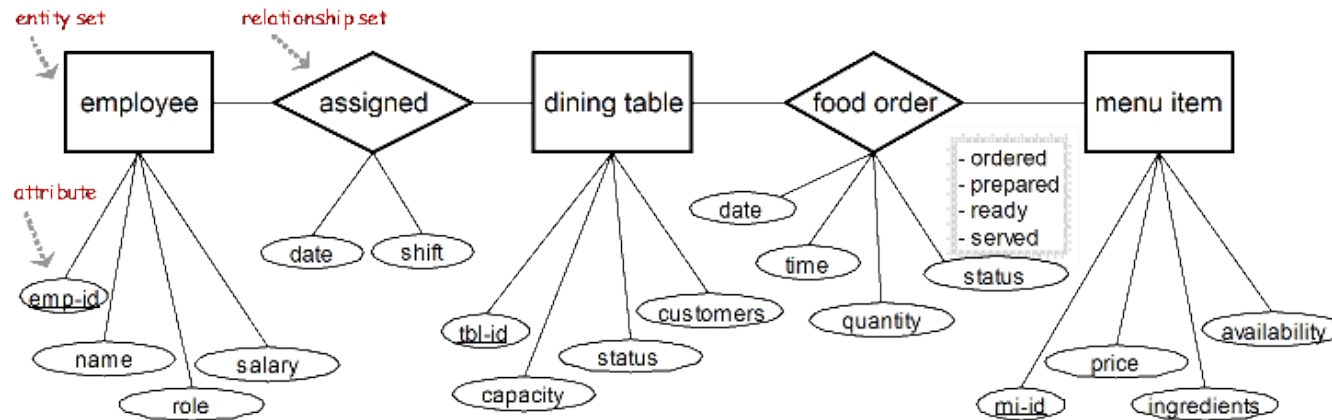 entity set
relationship set
employee
assigned
dining table
food order
menu item
- ordered
- prepared
- ready
- served
attribute
date
shift
date
time
quantity
status
emp-id
name
role
salary
tbl-id
capacity
status
customers
mi-id
price
ingredients
availability